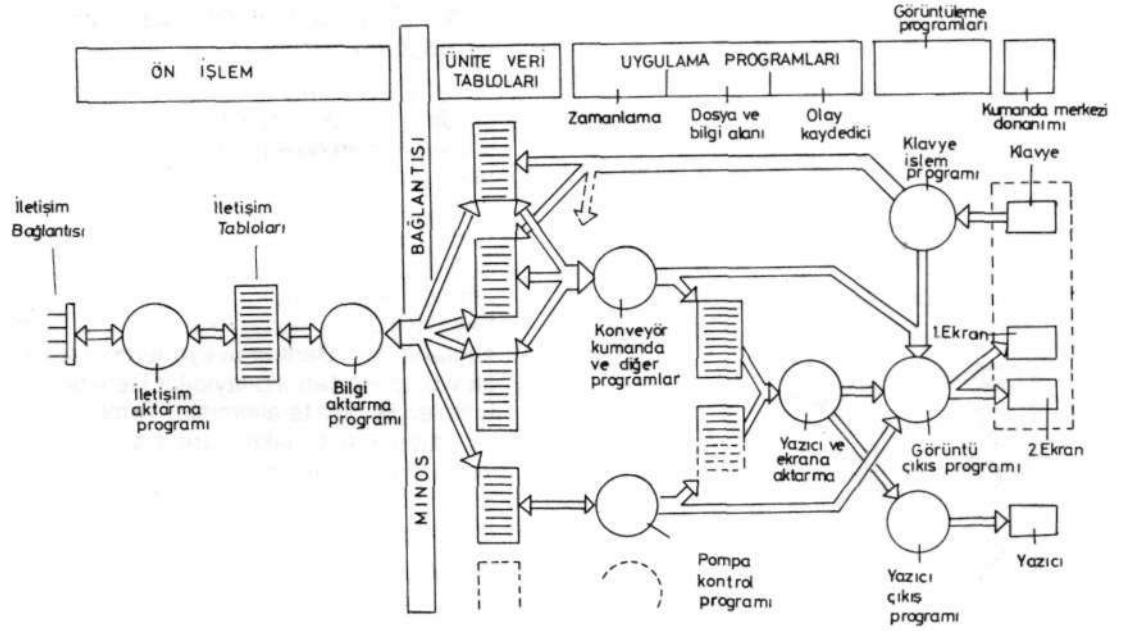 Görüntüleme
programları
ÖN İŞLEM
ÜNİTE VERİ
TABLOLARI
UYGULAMA PROGRAMLARI
Zamanlama
Dosya ve
bilgi alanı
Olay
kaydedici
Kumanda merkezi
donanımı
MINOS BAĞLANTISI
İletişim
Bağlantısı
İletişim
Tabloları
İletişim
aktarma
programı
Bilgi
aktarma
programı
Konveyör
kumanda
ve diğer
programlar
Pompa
kontrol
programı
Yazıcı ve
ekrana
aktarma
Klavye
işlem
programı
Klavye
1.Ekran
2.Ekran
Görüntü
çıkış programı
Yazıcı
çıkış
programı
Yazıcı